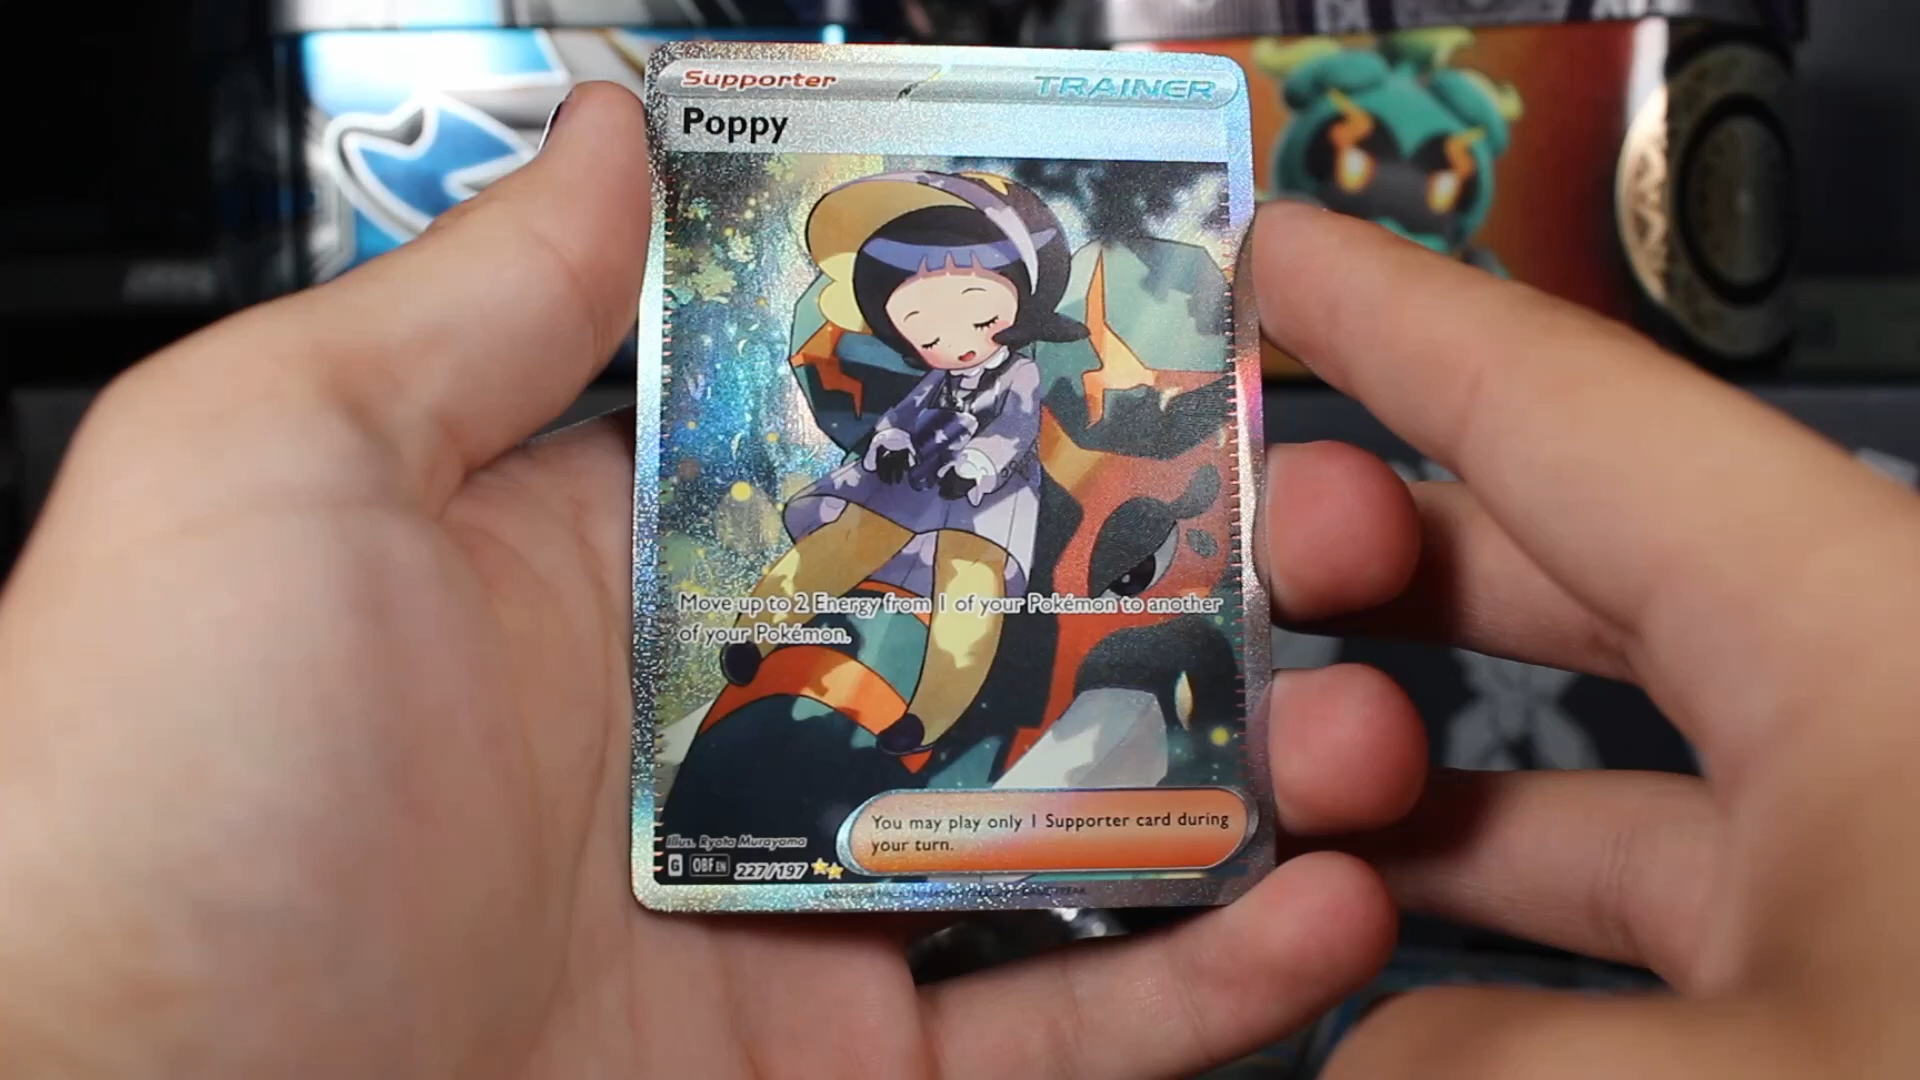 Supporter TRAINER
Poppy
Move up to 2 Energy from 1 of your Pokémon to another
of your Pokémon.
You may play only 1 Supporter card during
your turn.
Illus. Ryota Murayama
G OBF EN 227/197